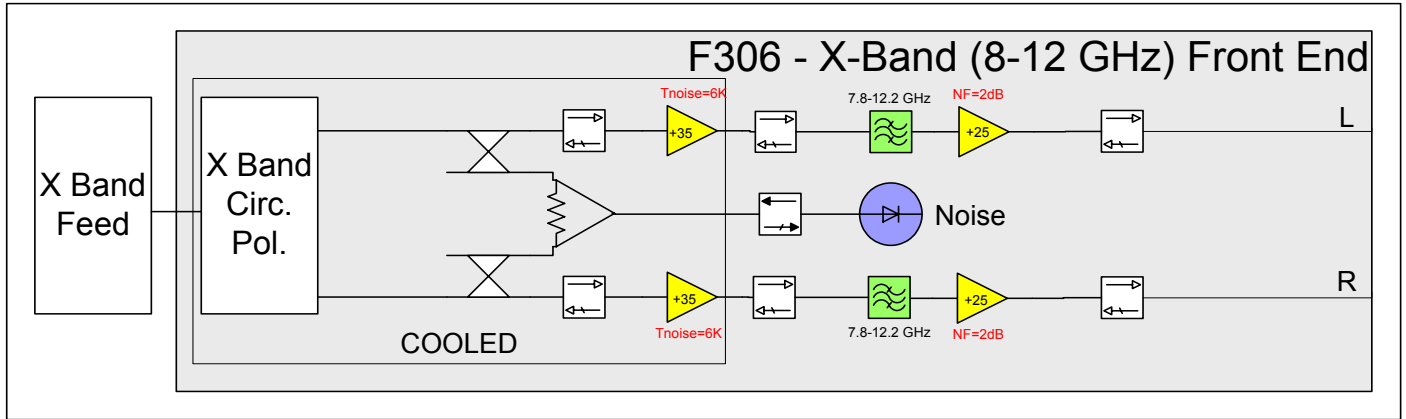 F306 - X-Band (8-12 GHz) Front End
X Band
Feed
X Band
Circ.
Pol.
Tnoise=6K
+35
7.8-12.2 GHz
NF=2dB
+25
L
Noise
+35
Tnoise=6K
7.8-12.2 GHz
+25
NF=2dB
R
COOLED